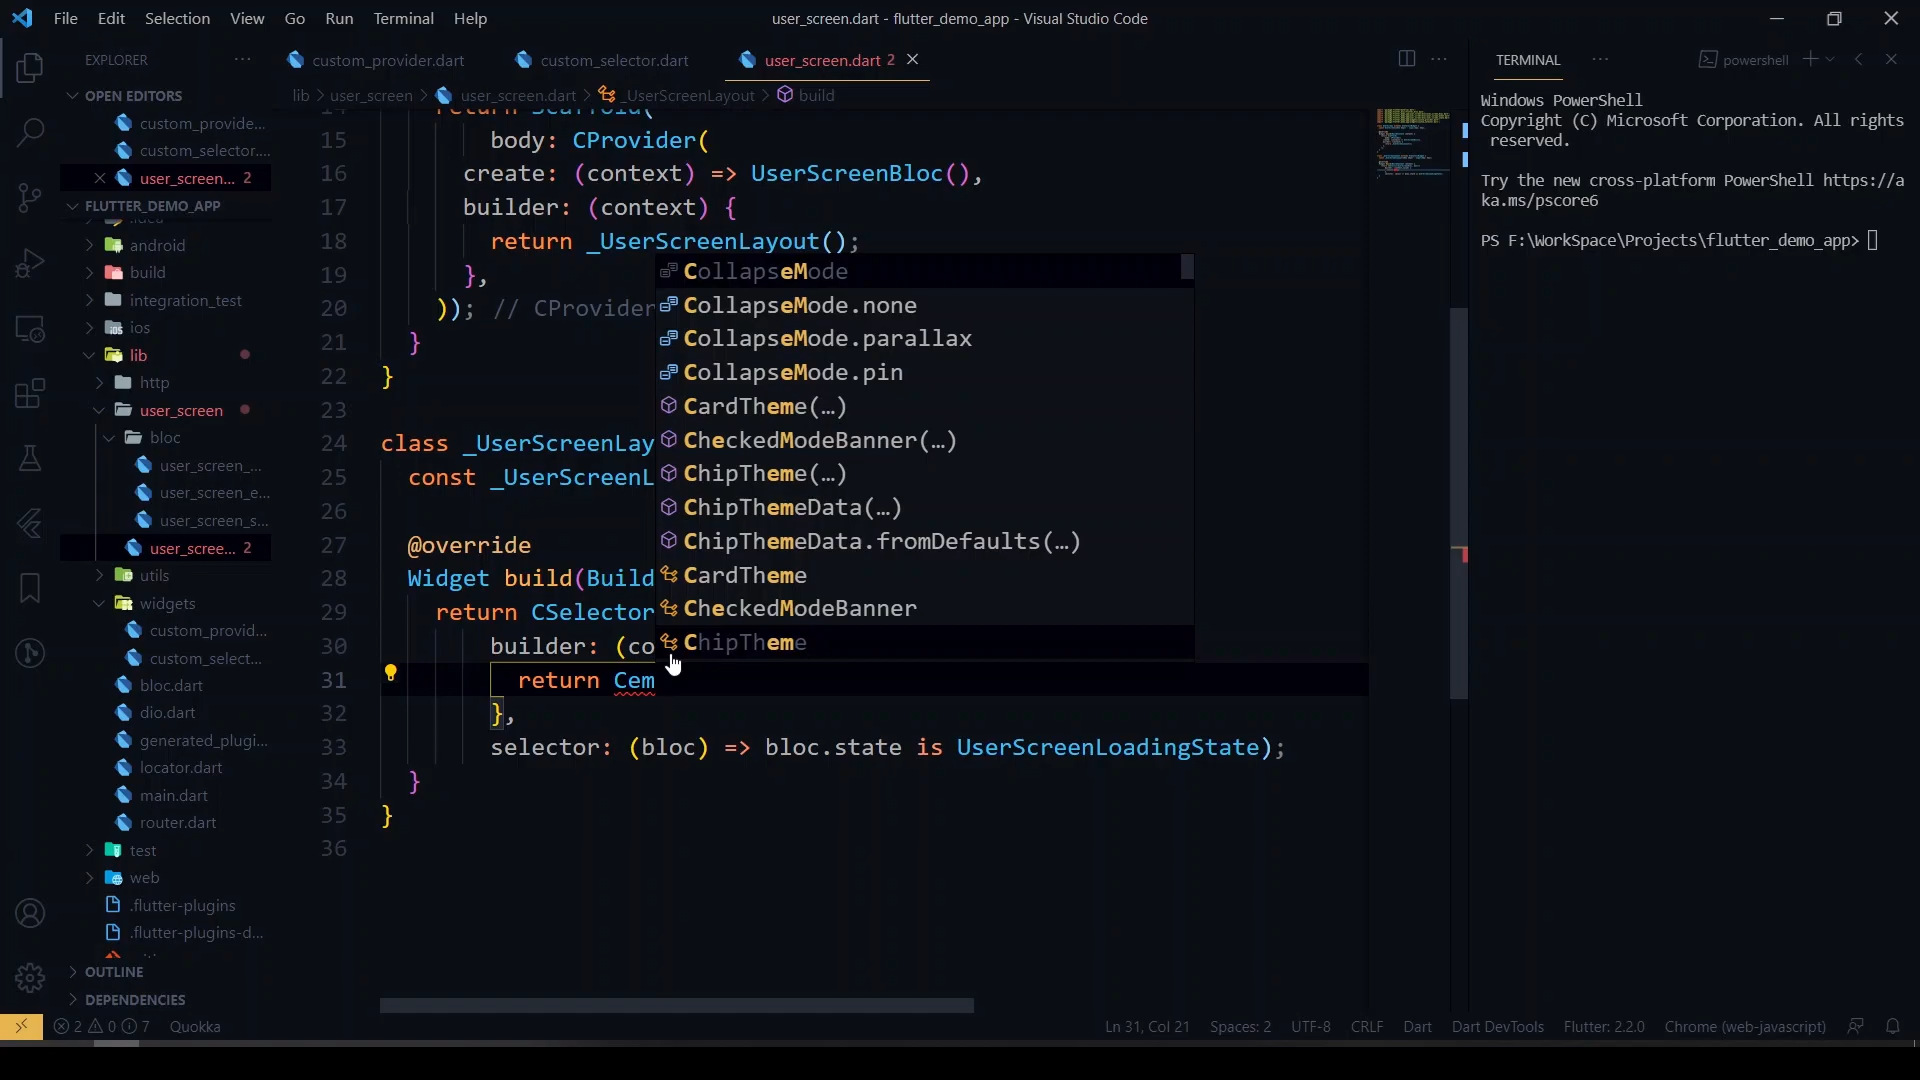 File Edit Selection View Go Run Terminal Help
user_screen.dart - flutter_demo_app - Visual Studio Code
EXPLORER
OPEN EDITORS
custom_provide...
custom_selector....
user_screen... 2
FLUTTER_DEMO_APP
android
build
integration_test
ios
lib
http
user_screen
bloc
user_screen_...
user_screen_e...
user_screen_s...
user_scree... 2
utils
widgets
custom_provid...
custom_select...
bloc.dart
dio.dart
generated_plugi...
locator.dart
main.dart
router.dart
test
web
.flutter-plugins
.flutter-plugins-d...
OUTLINE
DEPENDENCIES
custom_provider.dart
custom_selector.dart
user_screen.dart 2
lib > user_screen > user_screen.dart > _UserScreenLayout > build
14 return Scaffold(
15 body: CProvider(
16 create: (context) => UserScreenBloc(),
17 builder: (context) {
18 return _UserScreenLayout();
19 },
20 )); // CProvider
21 }
22 }
23
24 class _UserScreenLay
25 const _UserScreenL
26
27 @override
28 Widget build(Build
29 return CSelector
30 builder: (co
31 return Cem
32 },
33 selector: (bloc) => bloc.state is UserScreenLoadingState);
34 }
35 }
36
CollapseMode
CollapseMode.none
CollapseMode.parallax
CollapseMode.pin
CardTheme(…)
CheckedModeBanner(…)
ChipTheme(…)
ChipThemeData(…)
ChipThemeData.fromDefaults(…)
CardTheme
CheckedModeBanner
ChipTheme
TERMINAL
powershell
Windows PowerShell
Copyright (C) Microsoft Corporation. All rights
reserved.
Try the new cross-platform PowerShell https://a
ka.ms/pscore6
PS F:\WorkSpace\Projects\flutter_demo_app>
2 0 7 Quokka
Ln 31, Col 21 Spaces: 2 UTF-8 CRLF Dart Dart DevTools Flutter: 2.2.0 Chrome (web-javascript)